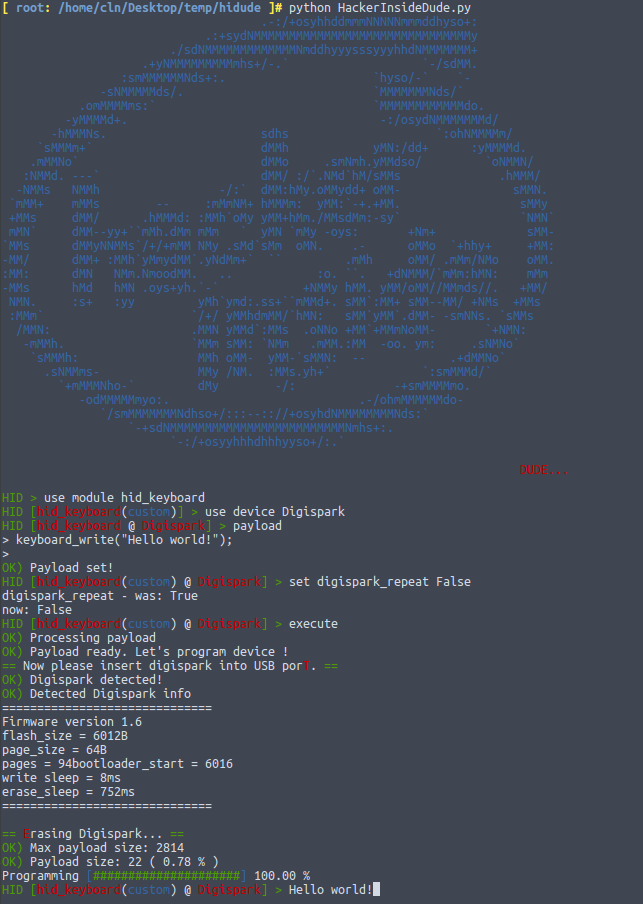 [ root: /home/cln/Desktop/temp/hidude ]# python HackerInsideDude.py
DUDE...
HID > use module hid_keyboard
HID [hid_keyboard(custom)] > use device Digispark
HID [hid_keyboard @ Digispark] > payload
> keyboard_write("Hello world!");
>
OK) Payload set!
HID [hid_keyboard(custom) @ Digispark] > set digispark_repeat False
digispark_repeat - was: True
now: False
HID [hid_keyboard(custom) @ Digispark] > execute
OK) Processing payload
OK) Payload ready. Let's program device !
== Now please insert digispark into USB port. ==
OK) Digispark detected!
OK) Detected Digispark info
==============================
Firmware version 1.6
flash_size = 6012B
page_size = 64B
pages = 94bootloader_start = 6016
write sleep = 8ms
erase_sleep = 752ms
==============================
== Erasing Digispark... ==
OK) Max payload size: 2814
OK) Payload size: 22 ( 0.78 % )
Programming [#####################] 100.00 %
HID [hid_keyboard(custom) @ Digispark] > Hello world!